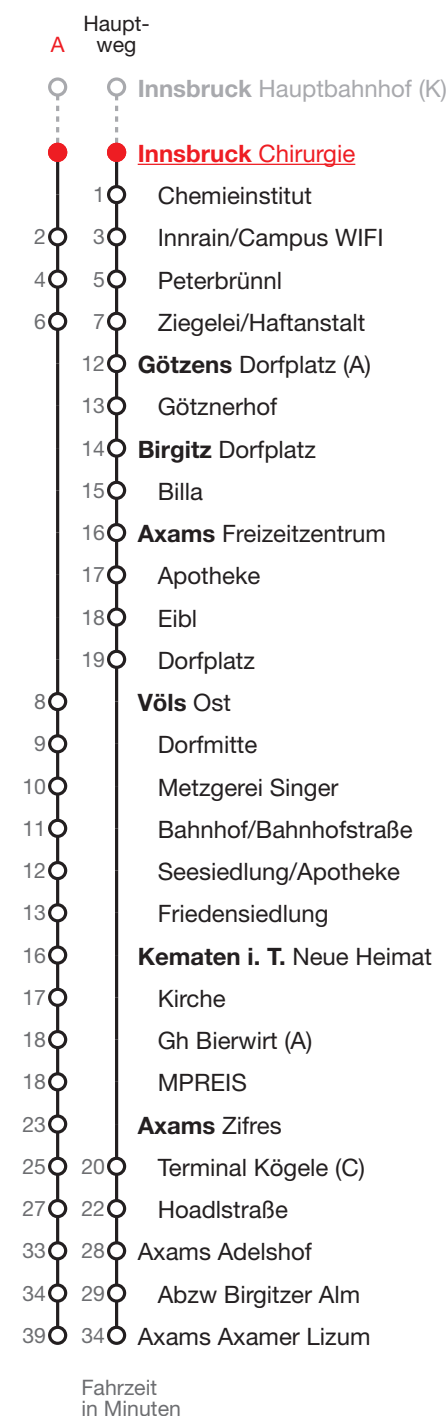 Haupt-
A weg
Innsbruck Hauptbahnhof (K)
Innsbruck Chirurgie
1 Chemieinstitut
2 3 Innrain/Campus WIFI
4 5 Peterbrünnl
6 7 Ziegelei/Haftanstalt
12 Götzens Dorfplatz (A)
13 Götznerhof
14 Birgitz Dorfplatz
15 Billa
16 Axams Freizeitzentrum
17 Apotheke
18 Eibl
19 Dorfplatz
8 Völs Ost
9 Dorfmitte
10 Metzgerei Singer
11 Bahnhof/Bahnhofstraße
12 Seesiedlung/Apotheke
13 Friedensiedlung
16 Kematen i. T. Neue Heimat
17 Kirche
18 Gh Bierwirt (A)
18 MPREIS
23 Axams Zifres
25 20 Terminal Kögele (C)
27 22 Hoadlstraße
33 28 Axams Adelshof
34 29 Abzw Birgitzer Alm
39 34 Axams Axamer Lizum
Fahrzeit
in Minuten